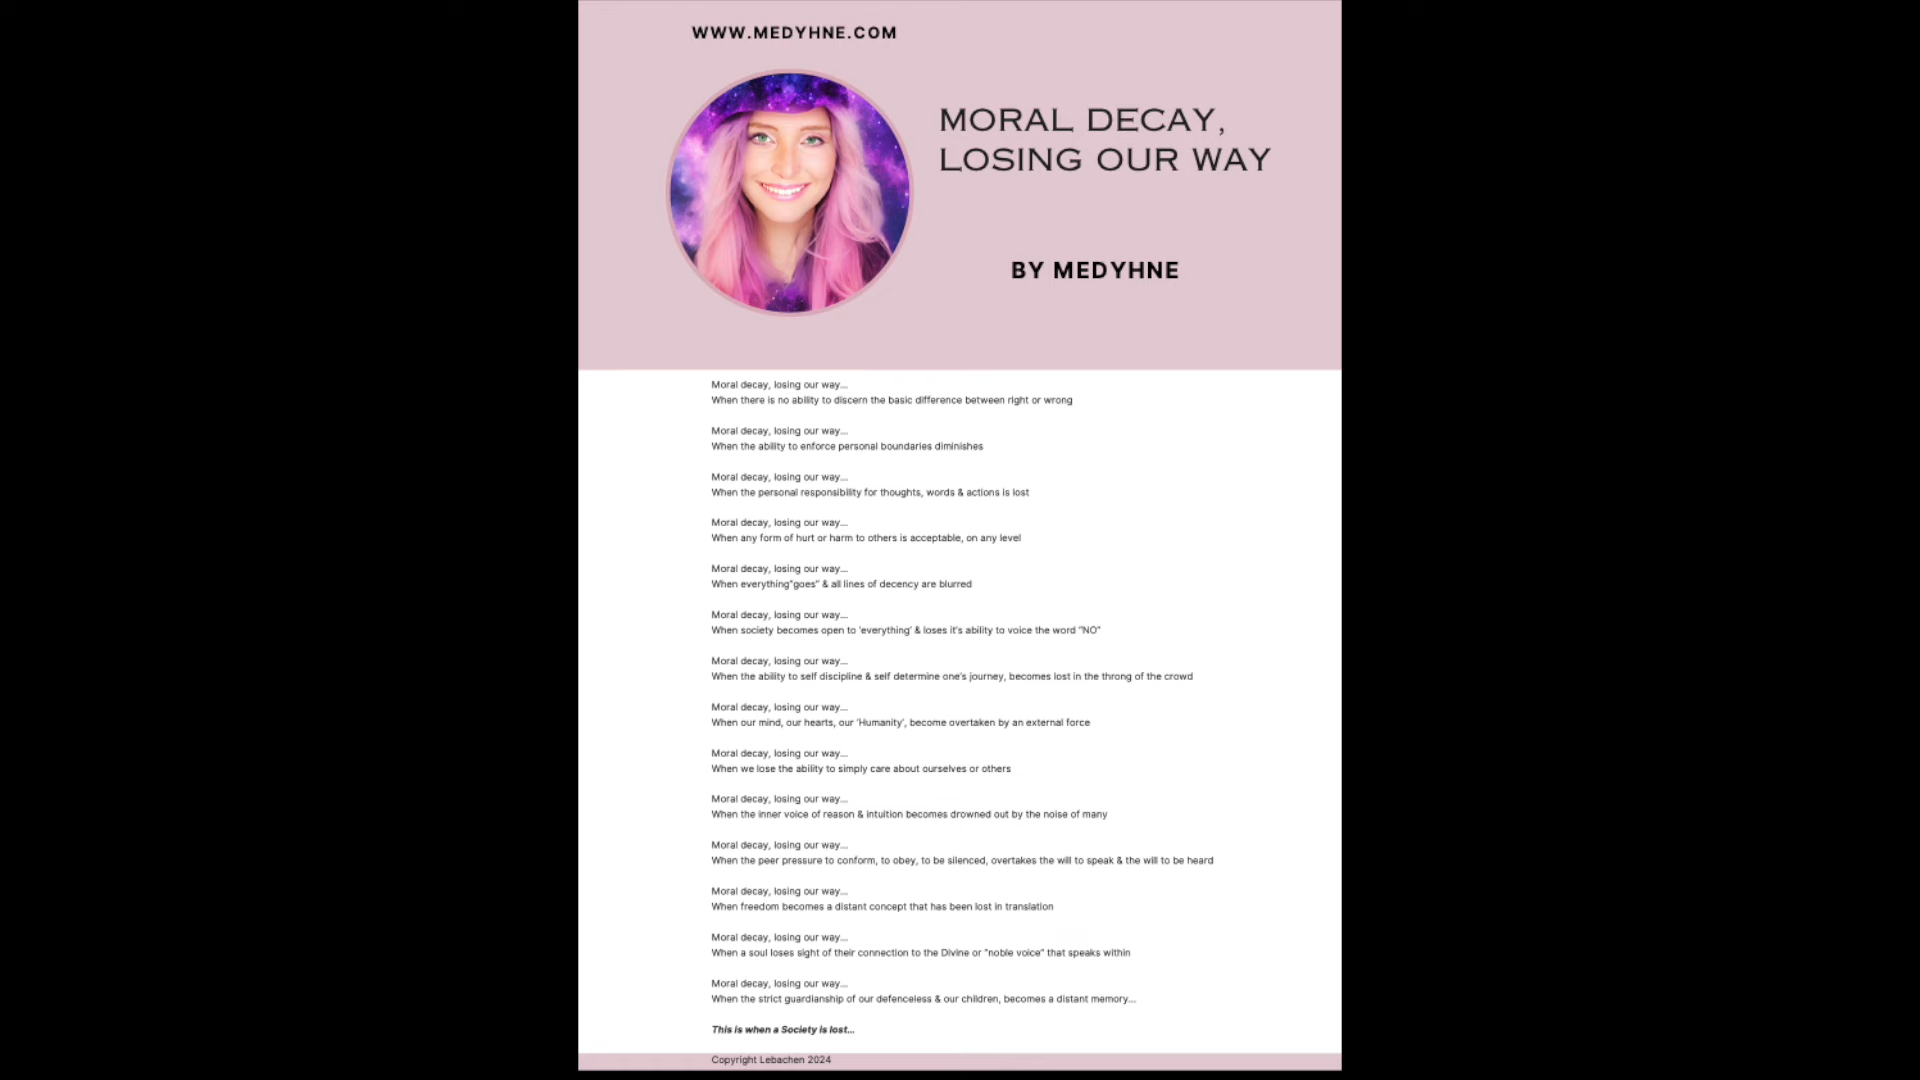 WWW.MEDYHNE.COM
MORAL DECAY,
LOSING OUR WAY
BY MEDYHNE
Moral decay, losing our way...
When there is no ability to discern the basic difference between right or wrong
Moral decay, losing our way...
When the ability to enforce personal boundaries diminishes
Moral decay, losing our way...
When the personal responsibility for thoughts, words & actions is lost
Moral decay, losing our way...
When any form of hurt or harm to others is acceptable, on any level
Moral decay, losing our way...
When everything"goes" & all lines of decency are blurred
Moral decay, losing our way...
When society becomes open to 'everything' & loses it's ability to voice the word "NO"
Moral decay, losing our way...
When the ability to self discipline & self determine one's journey, becomes lost in the throng of the crowd
Moral decay, losing our way...
When our mind, our hearts, our 'Humanity', become overtaken by an external force
Moral decay, losing our way...
When we lose the ability to simply care about ourselves or others
Moral decay, losing our way...
When the inner voice of reason & intuition becomes drowned out by the noise of many
Moral decay, losing our way...
When the peer pressure to conform, to obey, to be silenced, overtakes the will to speak & the will to be heard
Moral decay, losing our way...
When freedom becomes a distant concept that has been lost in translation
Moral decay, losing our way...
When a soul loses sight of their connection to the Divine or "noble voice" that speaks within
Moral decay, losing our way...
When the strict guardianship of our defenceless & our children, becomes a distant memory...
This is when a Society is lost...
Copyright Lebachen 2024